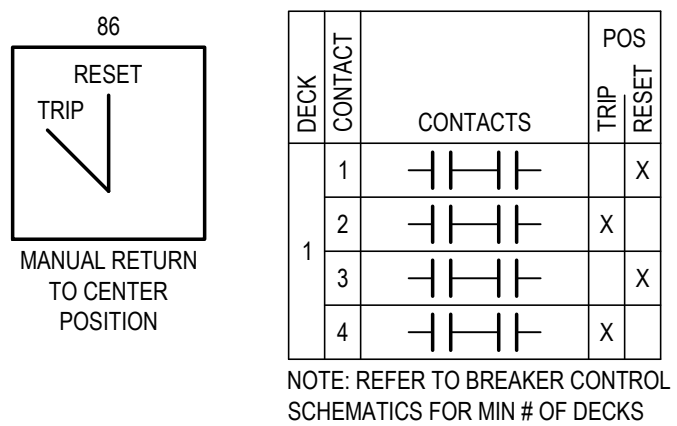 86
RESET
TRIP
MANUAL RETURN
TO CENTER
POSITION
DECK
CONTACT
CONTACTS
POS
TRIP
RESET
1
1 X
2 X
3 X
4 X
NOTE: REFER TO BREAKER CONTROL
SCHEMATICS FOR MIN # OF DECKS